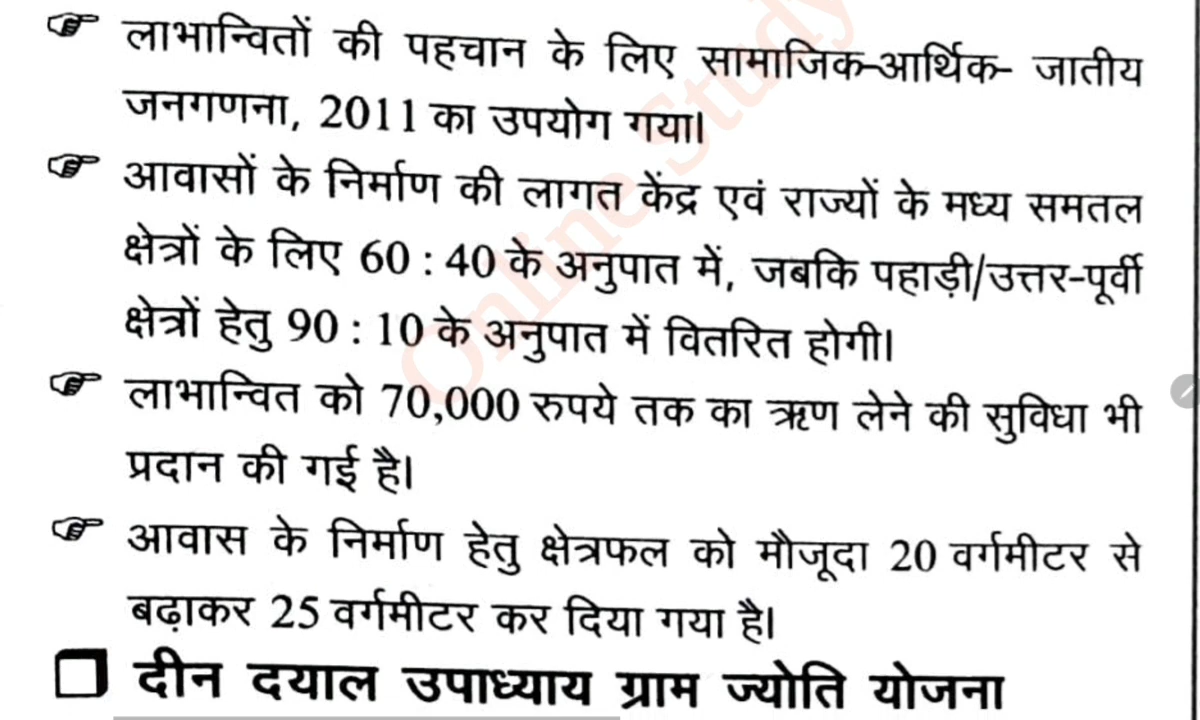 लाभान्वितों की पहचान के लिए सामाजिक-आर्थिक- जातीय
जनगणना, 2011 का उपयोग गया।
आवासों के निर्माण की लागत केंद्र एवं राज्यों के मध्य समतल
क्षेत्रों के लिए 60 : 40 के अनुपात में, जबकि पहाड़ी/उत्तर-पूर्वी
क्षेत्रों हेतु 90 : 10 के अनुपात में वितरित होगी।
लाभान्वित को 70,000 रुपये तक का ऋण लेने की सुविधा भी
प्रदान की गई है।
आवास के निर्माण हेतु क्षेत्रफल को मौजूदा 20 वर्गमीटर से
बढ़ाकर 25 वर्गमीटर कर दिया गया है।
दीन दयाल उपाध्याय ग्राम ज्योति योजना
Online Study